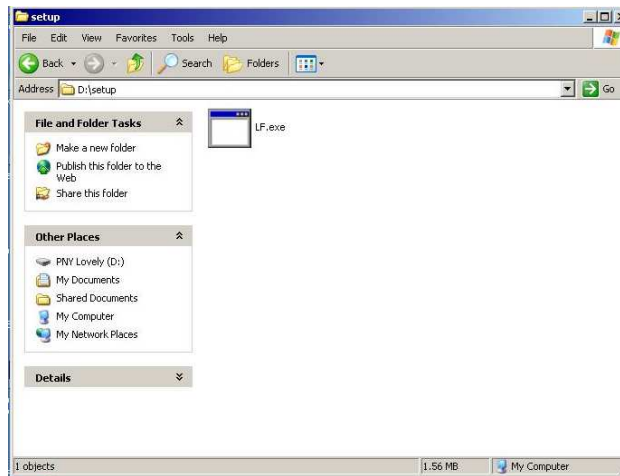 setup
File Edit View Favorites Tools Help
Back Search Folders
Address D:\setup Go
File and Folder Tasks
Make a new folder
Publish this folder to the
Web
Share this folder
LF.exe
Other Places
PNY Lovely (D:)
My Documents
Shared Documents
My Computer
My Network Places
Details
1 objects 1.56 MB My Computer